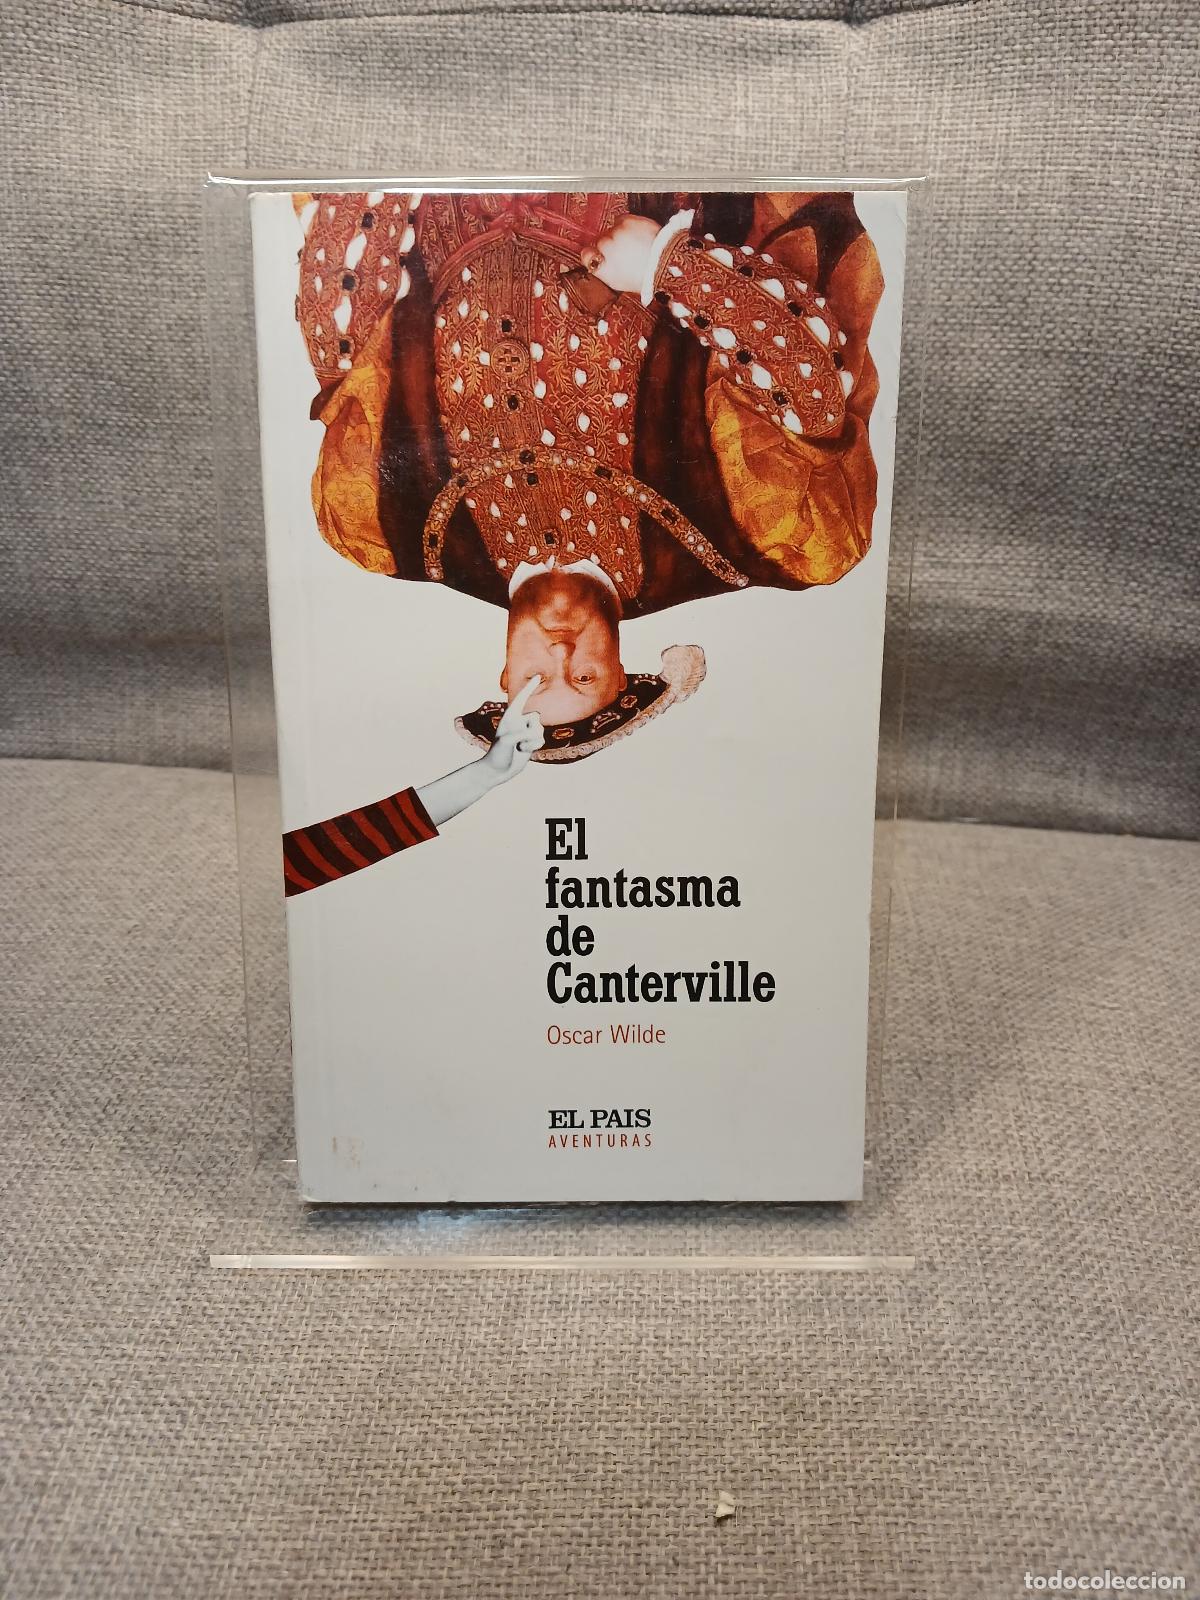 El
fantasma
de
Canterville
Oscar Wilde
EL PAIS
AVENTURAS
todocoleccion